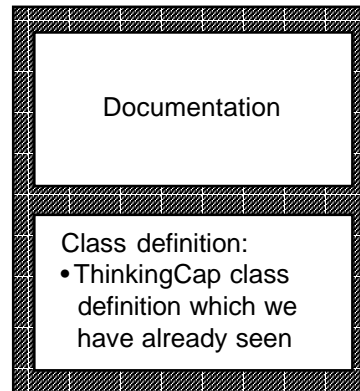 Documentation
Class definition:
•ThinkingCap class
definition which we
have already seen